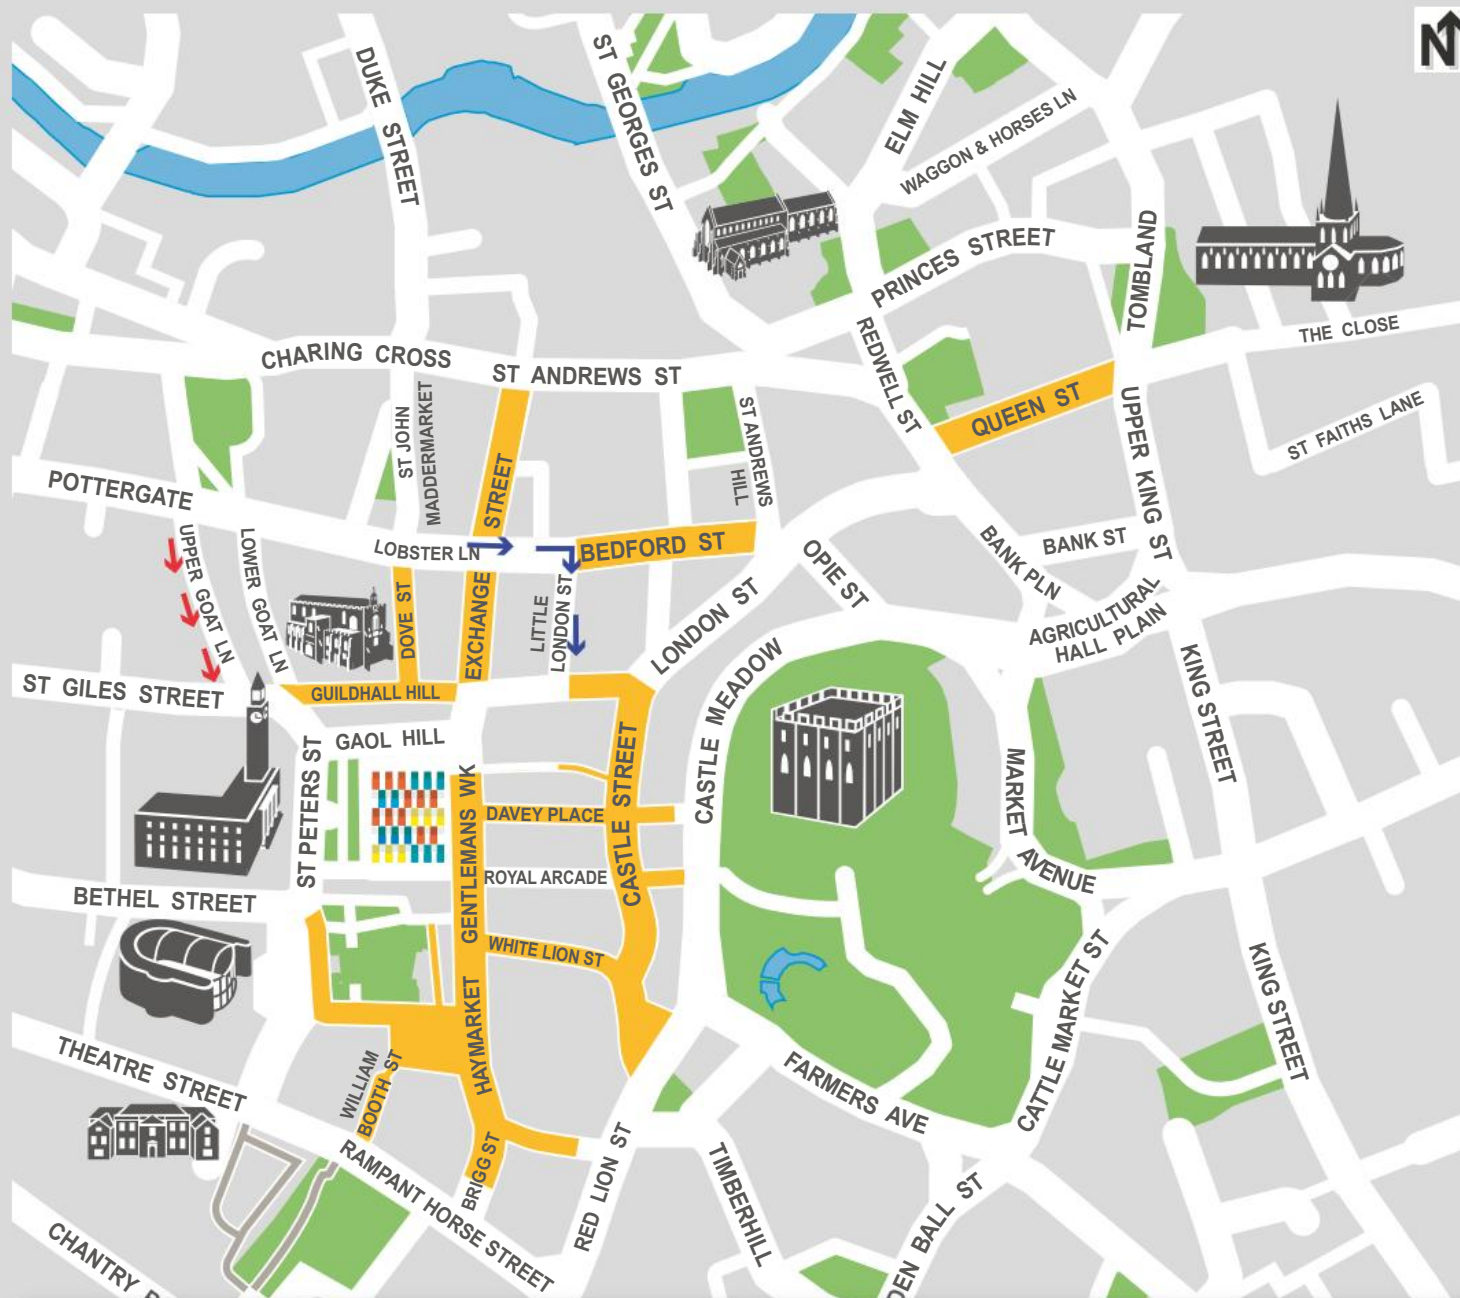 N
DUKE STREET
ST GEORGES ST
ELM HILL
WAGGON & HORSES LN
PRINCES STREET
TOMBLAND
THE CLOSE
CHARING CROSS
ST ANDREWS ST
REDWELL ST
QUEEN ST
UPPER KING ST
ST FAITHS LANE
ST JOHN
MADDERMARKET
ST ANDREWS
HILL
POTTERGATE
EXCHANGE STREET
LOBSTER LN
BEDFORD ST
UPPER GOAT LN
LOWER GOAT LN
DOVE ST
LITTLE
LONDON ST
LONDON ST
OPIE ST
BANK PLN
BANK ST
AGRICULTURAL
HALL PLAIN
ST GILES STREET
GUILDHALL HILL
GAOL HILL
ST PETERS ST
CASTLE MEADOW
CASTLE STREET
KING STREET
MARKET AVENUE
GENTLEMANS WK
DAVEY PLACE
ROYAL ARCADE
BETHEL STREET
WHITE LION ST
HAYMARKET
CATTLE MARKET ST
KING STREET
THEATRE STREET
WILLIAM
BOOTH ST
FARMERS AVE
BRIGG ST
RAMPANT HORSE STREET
RED LION ST
TIMBERHILL
DEN BALL ST
CHANTRY